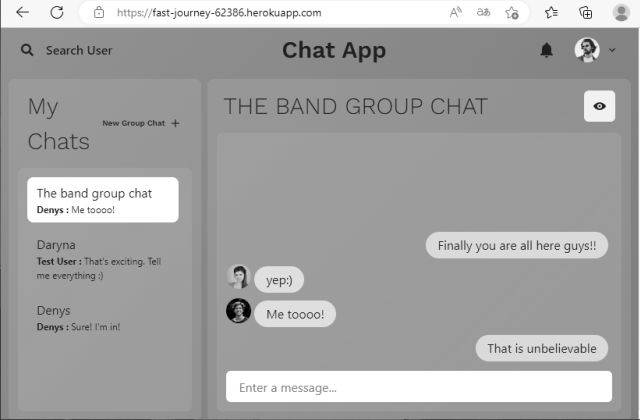 https://fast-journey-62386.herokuapp.com
Search User
Chat App
My Chats
New Group Chat +
The band group chat
Denys : Me toooo!
Daryna
Test User : That's exciting. Tell
me everything :)
Denys
Denys : Sure! I'm in!
THE BAND GROUP CHAT
Finally you are all here guys!!
yep:)
Me toooo!
That is unbelievable
Enter a message...